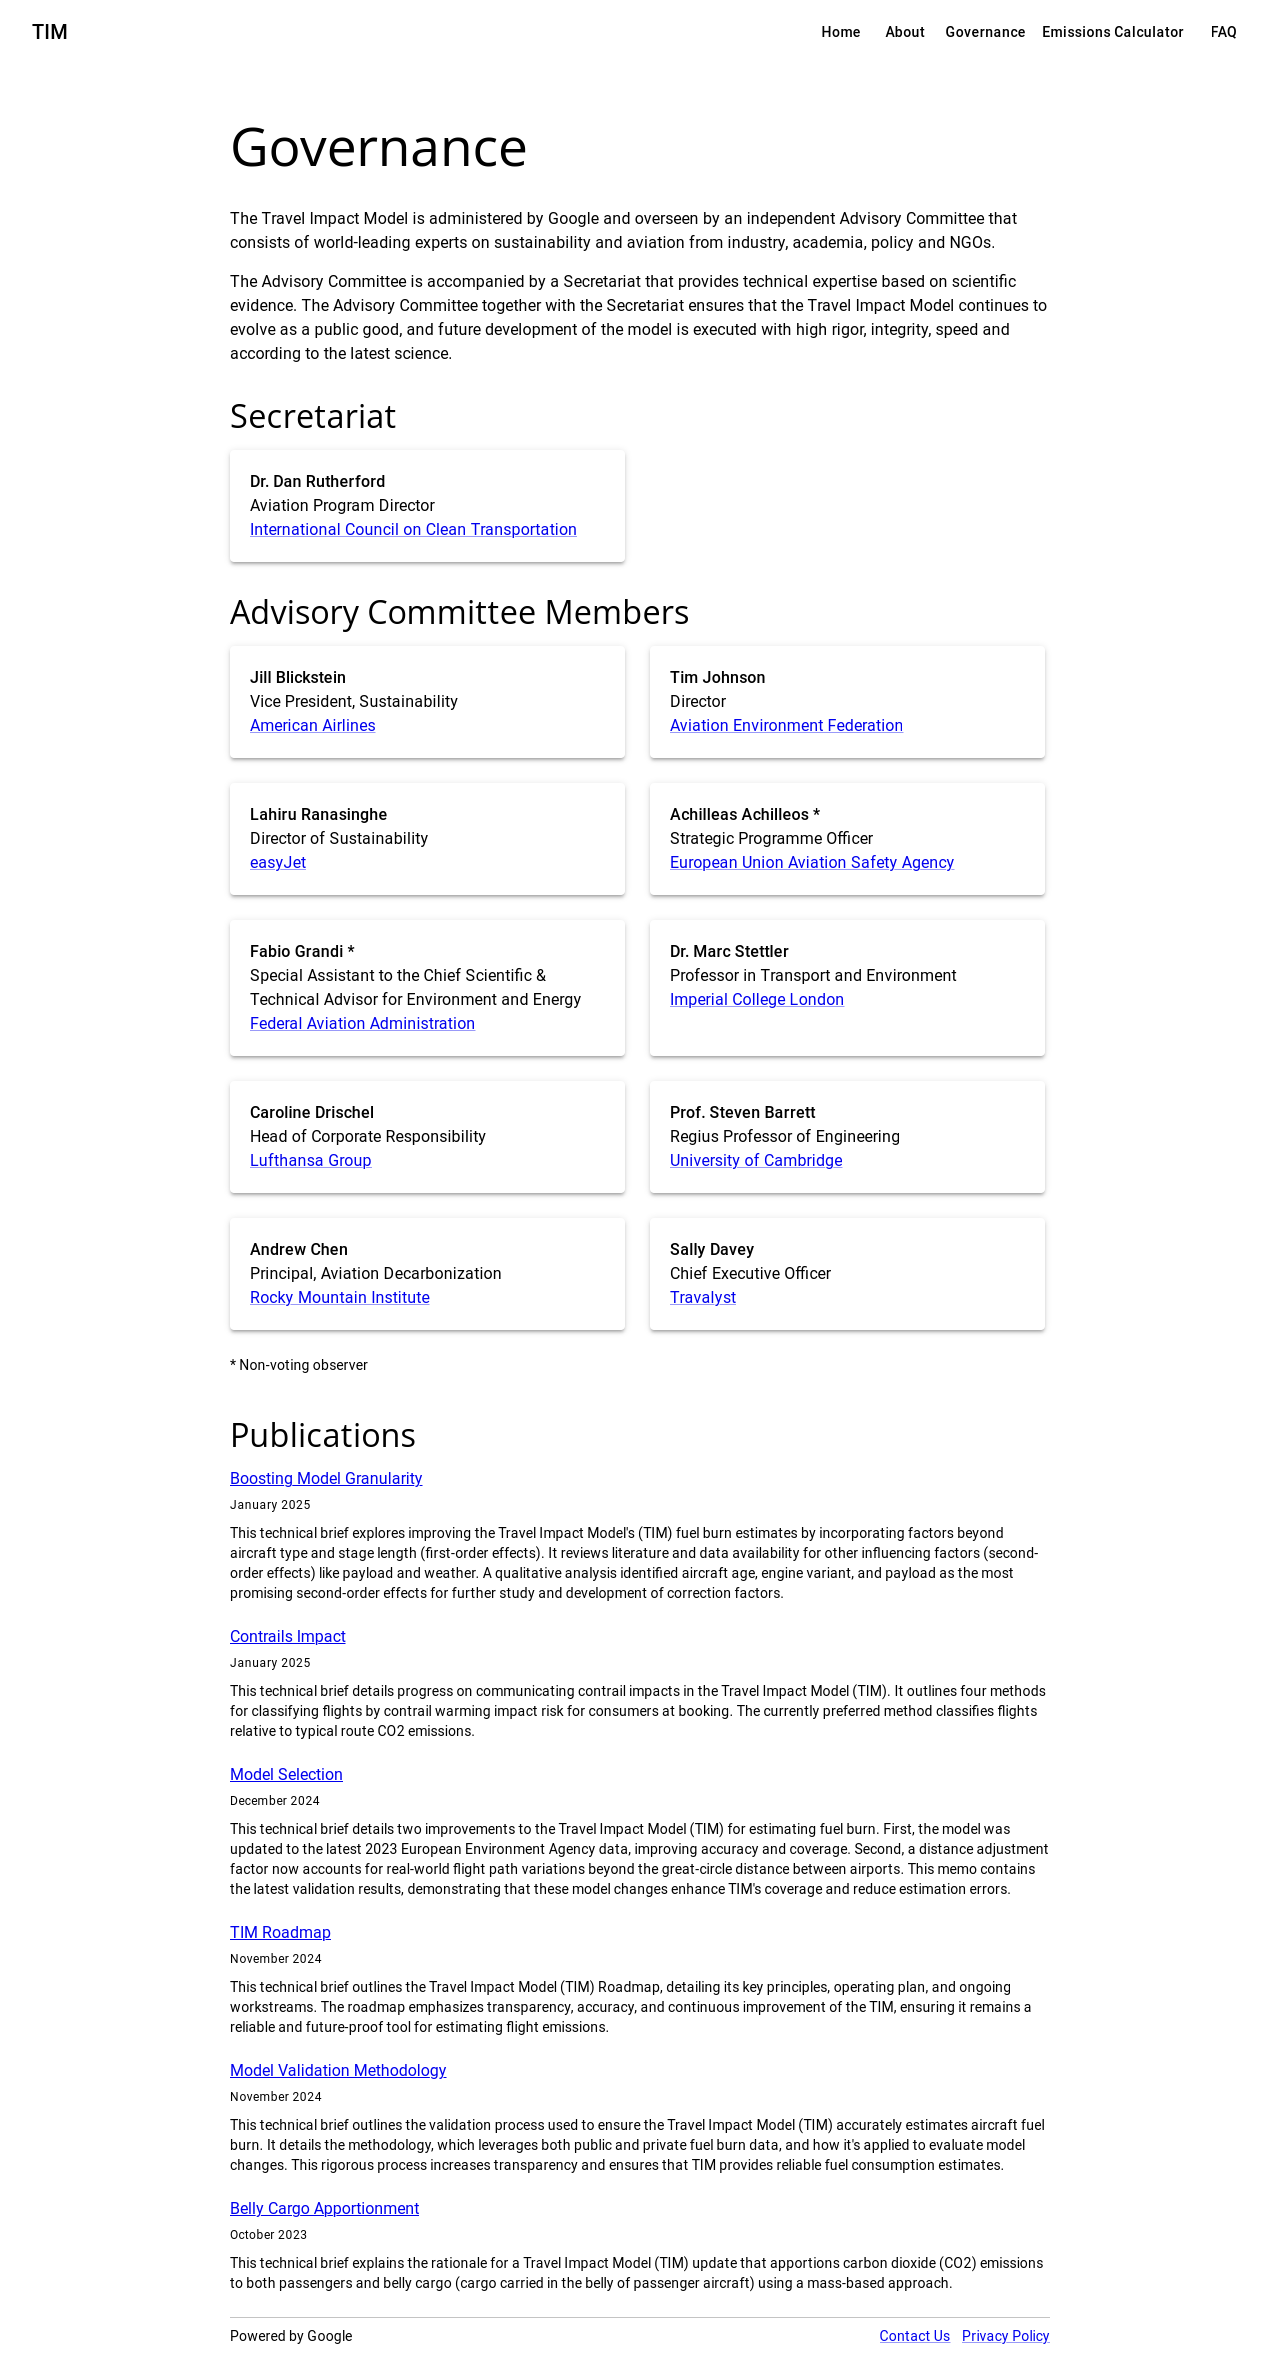 TIM
Home About Governance Emissions Calculator FAQ
Governance
The Travel Impact Model is administered by Google and overseen by an independent Advisory Committee that
consists of world-leading experts on sustainability and aviation from industry, academia, policy and NGOs.
The Advisory Committee is accompanied by a Secretariat that provides technical expertise based on scientific
evidence. The Advisory Committee together with the Secretariat ensures that the Travel Impact Model continues to
evolve as a public good, and future development of the model is executed with high rigor, integrity, speed and
according to the latest science.
Secretariat
Dr. Dan Rutherford
Aviation Program Director
International Council on Clean Transportation
Advisory Committee Members
Jill Blickstein
Vice President, Sustainability
American Airlines
Tim Johnson
Director
Aviation Environment Federation
Lahiru Ranasinghe
Director of Sustainability
easyJet
Achilleas Achilleos *
Strategic Programme Officer
European Union Aviation Safety Agency
Fabio Grandi *
Special Assistant to the Chief Scientific &
Technical Advisor for Environment and Energy
Federal Aviation Administration
Dr. Marc Stettler
Professor in Transport and Environment
Imperial College London
Caroline Drischel
Head of Corporate Responsibility
Lufthansa Group
Prof. Steven Barrett
Regius Professor of Engineering
University of Cambridge
Andrew Chen
Principal, Aviation Decarbonization
Rocky Mountain Institute
Sally Davey
Chief Executive Officer
Travalyst
* Non-voting observer
Publications
Boosting Model Granularity
January 2025
This technical brief explores improving the Travel Impact Model's (TIM) fuel burn estimates by incorporating factors beyond
aircraft type and stage length (first-order effects). It reviews literature and data availability for other influencing factors (second-
order effects) like payload and weather. A qualitative analysis identified aircraft age, engine variant, and payload as the most
promising second-order effects for further study and development of correction factors.
Contrails Impact
January 2025
This technical brief details progress on communicating contrail impacts in the Travel Impact Model (TIM). It outlines four methods
for classifying flights by contrail warming impact risk for consumers at booking. The currently preferred method classifies flights
relative to typical route CO2 emissions.
Model Selection
December 2024
This technical brief details two improvements to the Travel Impact Model (TIM) for estimating fuel burn. First, the model was
updated to the latest 2023 European Environment Agency data, improving accuracy and coverage. Second, a distance adjustment
factor now accounts for real-world flight path variations beyond the great-circle distance between airports. This memo contains
the latest validation results, demonstrating that these model changes enhance TIM's coverage and reduce estimation errors.
TIM Roadmap
November 2024
This technical brief outlines the Travel Impact Model (TIM) Roadmap, detailing its key principles, operating plan, and ongoing
workstreams. The roadmap emphasizes transparency, accuracy, and continuous improvement of the TIM, ensuring it remains a
reliable and future-proof tool for estimating flight emissions.
Model Validation Methodology
November 2024
This technical brief outlines the validation process used to ensure the Travel Impact Model (TIM) accurately estimates aircraft fuel
burn. It details the methodology, which leverages both public and private fuel burn data, and how it's applied to evaluate model
changes. This rigorous process increases transparency and ensures that TIM provides reliable fuel consumption estimates.
Belly Cargo Apportionment
October 2023
This technical brief explains the rationale for a Travel Impact Model (TIM) update that apportions carbon dioxide (CO2) emissions
to both passengers and belly cargo (cargo carried in the belly of passenger aircraft) using a mass-based approach.
Powered by Google
Contact Us Privacy Policy